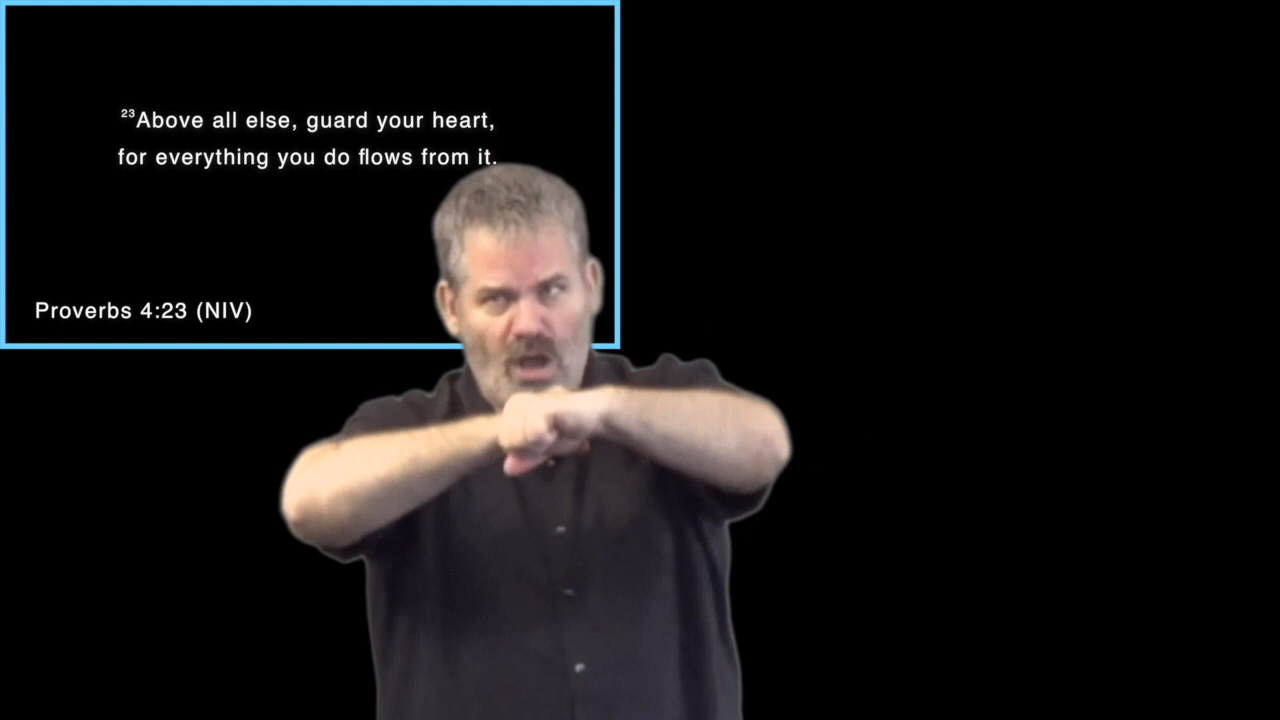 ²³Above all else, guard your heart,
for everything you do flows from it.
Proverbs 4:23 (NIV)